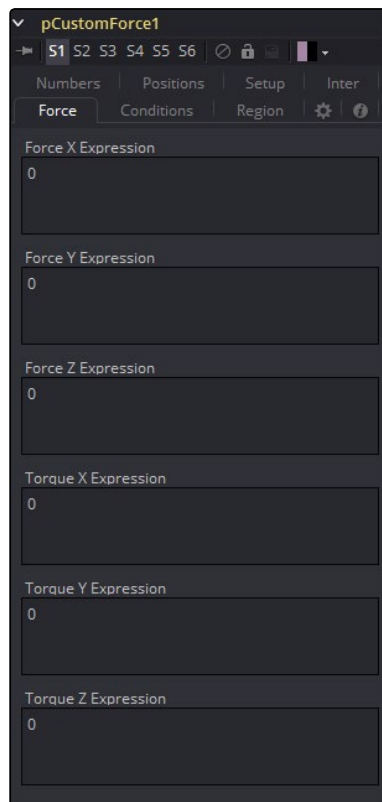 pCustomForce1
S1 S2 S3 S4 S5 S6
Numbers Positions Setup Inter
Force Conditions Region
Force X Expression
0
Force Y Expression
0
Force Z Expression
0
Torque X Expression
0
Torque Y Expression
0
Torque Z Expression
0